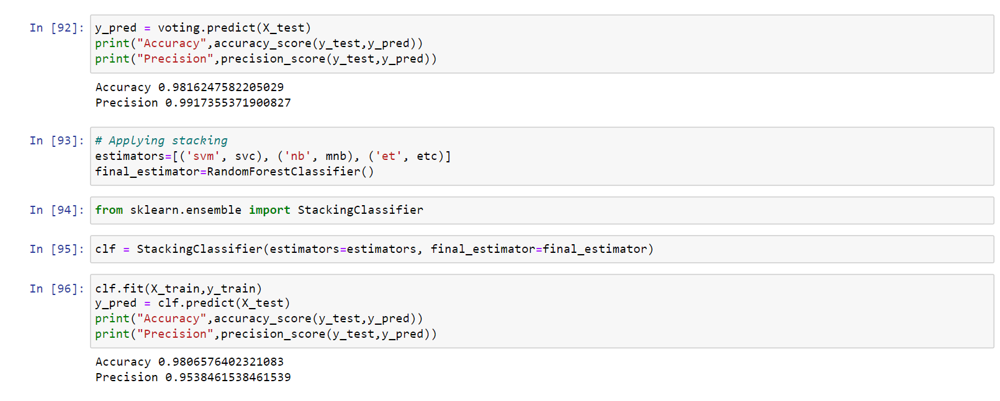 In [92]: y_pred = voting.predict(X_test)
print("Accuracy",accuracy_score(y_test,y_pred))
print("Precision",precision_score(y_test,y_pred))
Accuracy 0.9816247582205029
Precision 0.9917355371900827
In [93]: # Applying stacking
estimators=[('svm', svc), ('nb', mnb), ('et', etc)]
final_estimator=RandomForestClassifier()
In [94]: from sklearn.ensemble import StackingClassifier
In [95]: clf = StackingClassifier(estimators=estimators, final_estimator=final_estimator)
In [96]: clf.fit(X_train,y_train)
y_pred = clf.predict(X_test)
print("Accuracy",accuracy_score(y_test,y_pred))
print("Precision",precision_score(y_test,y_pred))
Accuracy 0.9806576402321083
Precision 0.9538461538461539